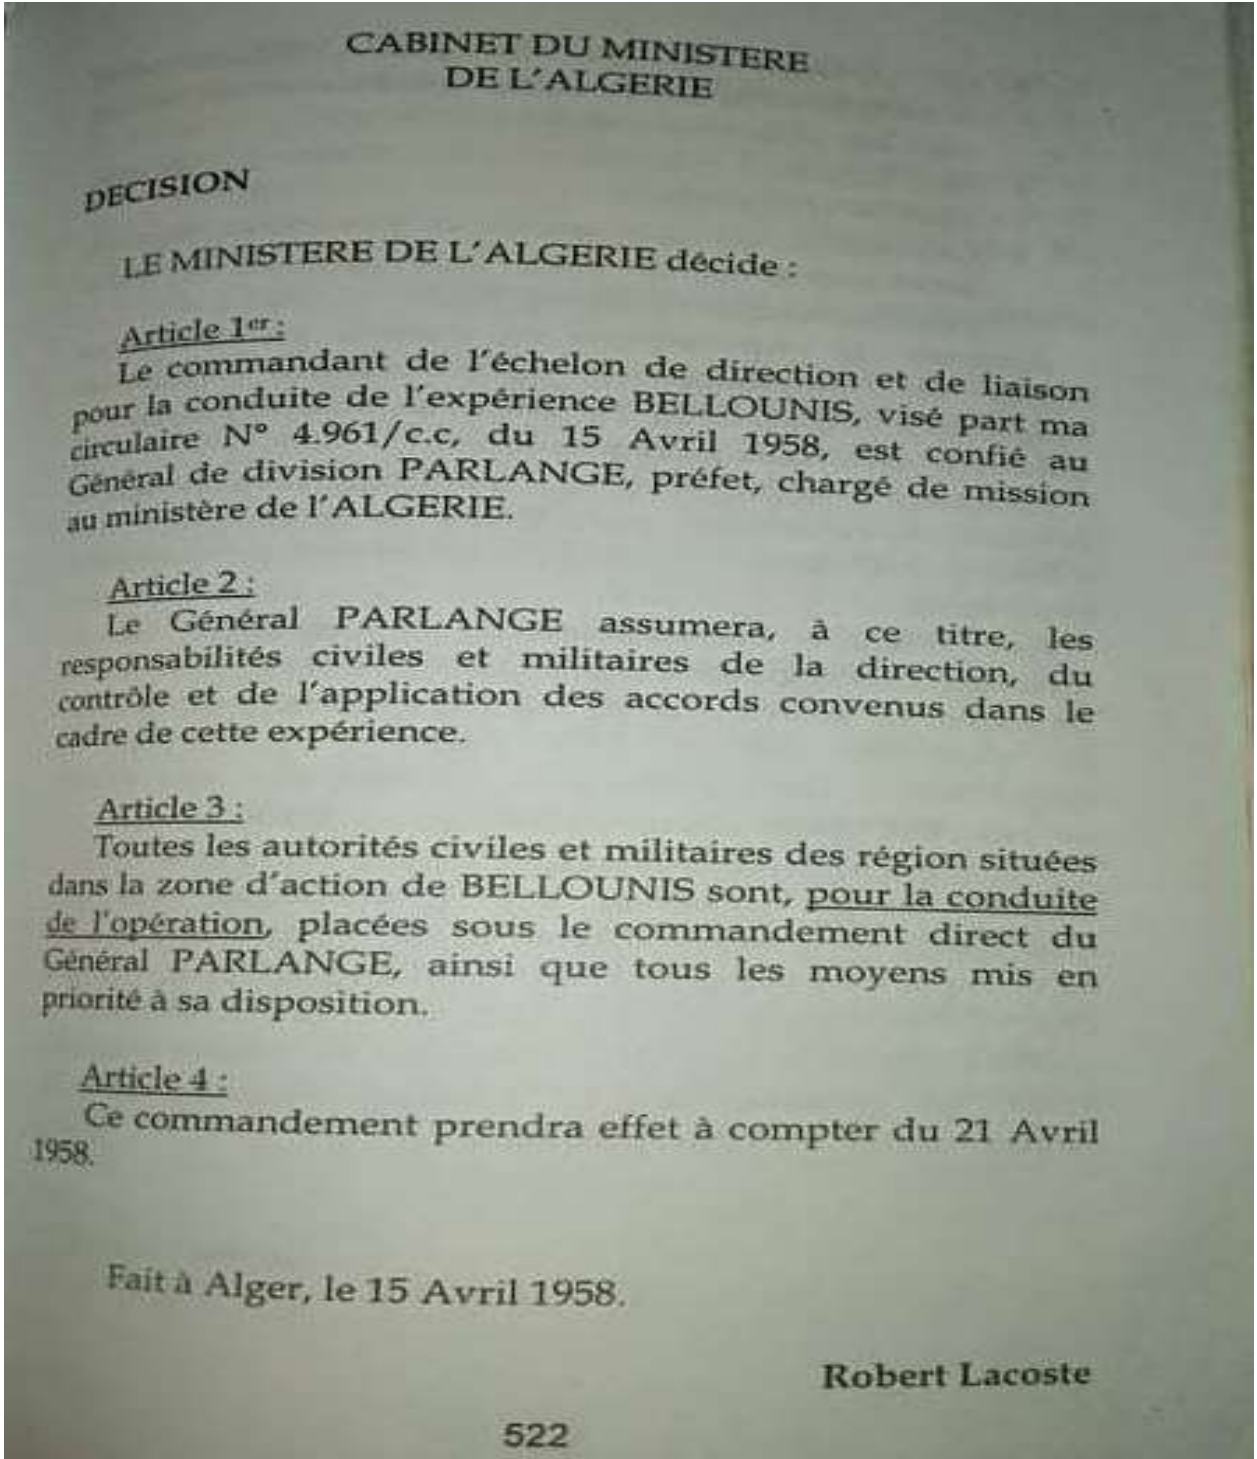 CABINET DU MINISTERE
DE L'ALGERIE
DECISION
LE MINISTERE DE L'ALGERIE décide :
Article 1er :
Le commandant de l'échelon de direction et de liaison
pour la conduite de l'expérience BELLOUNIS, visé part ma
circulaire N° 4.961/c.c, du 15 Avril 1958, est confié au
Général de division PARLANGE, préfet, chargé de mission
au ministère de l'ALGERIE.
Article 2 :
Le Général PARLANGE assumera, à ce titre, les
responsabilités civiles et militaires de la direction, du
contrôle et de l'application des accords convenus dans le
cadre de cette expérience.
Article 3 :
Toutes les autorités civiles et militaires des région situées
dans la zone d'action de BELLOUNIS sont, pour la conduite
de l'opération, placées sous le commandement direct du
Général PARLANGE, ainsi que tous les moyens mis en
priorité à sa disposition.
Article 4 :
Ce commandement prendra effet à compter du 21 Avril
1958.
Fait à Alger, le 15 Avril 1958.
Robert Lacoste
522